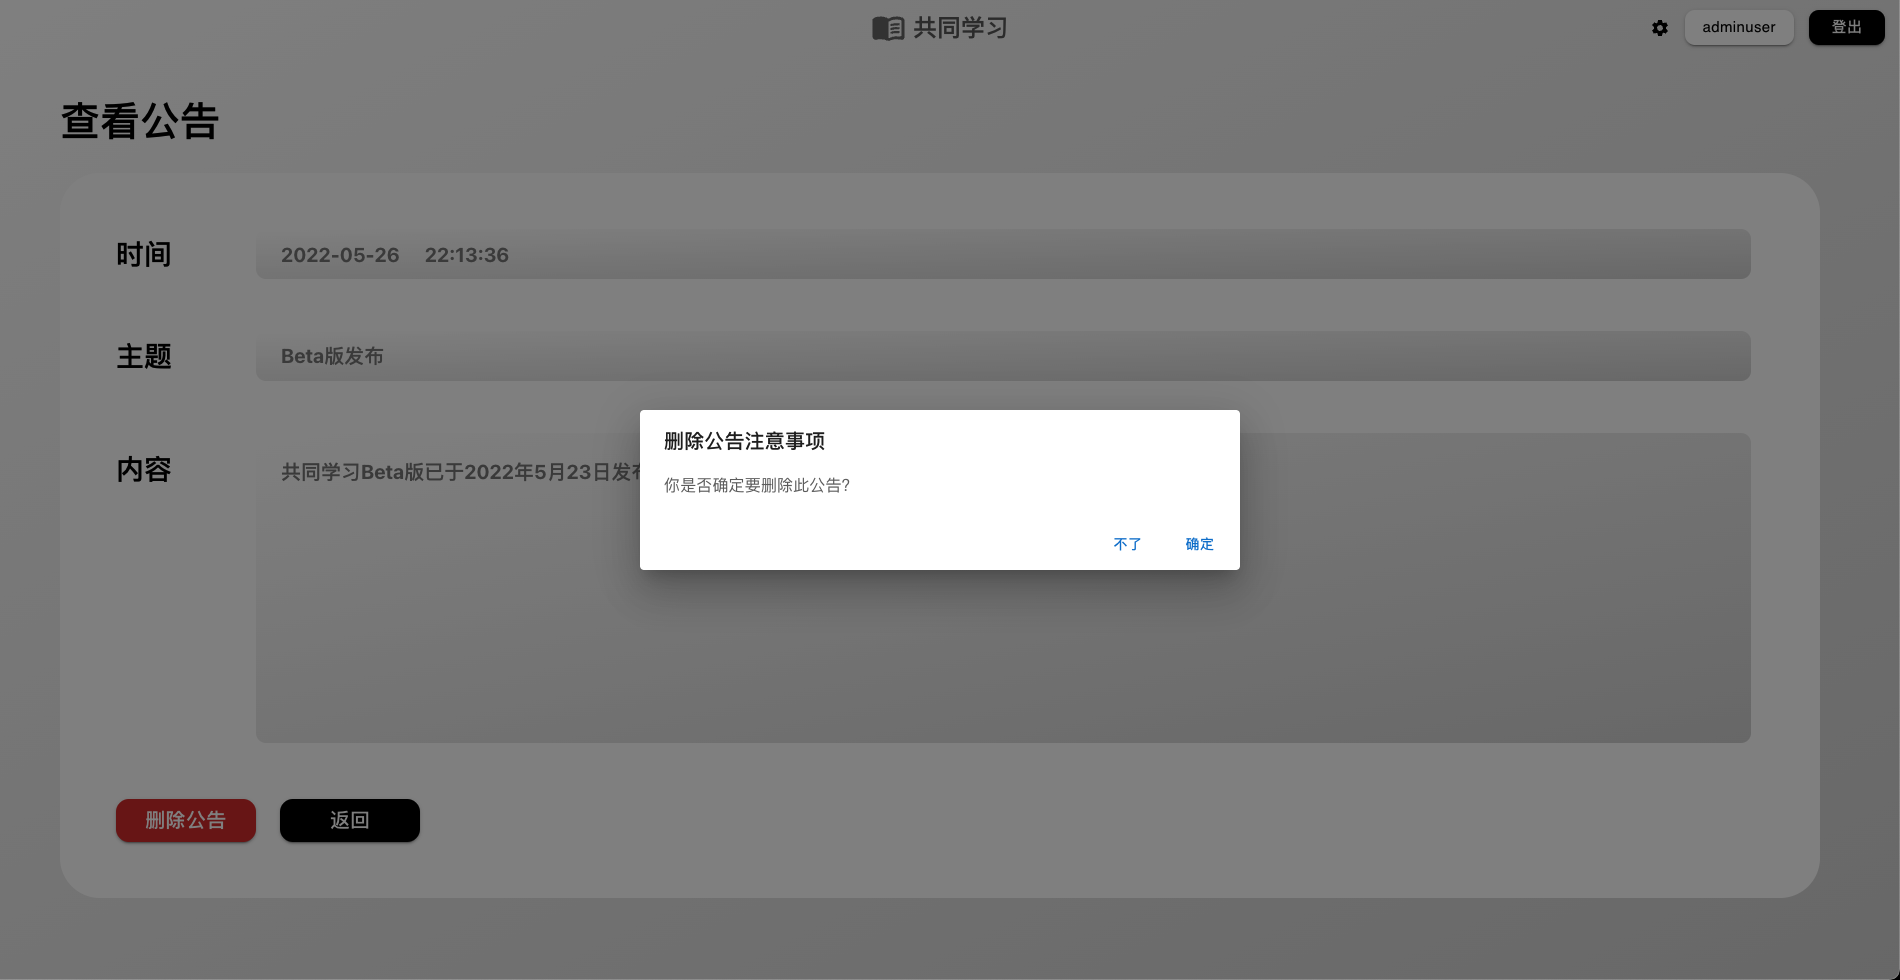 共同学习
adminuser
登出
查看公告
时间
2022-05-26 22:13:36
主题
Beta版发布
内容
共同学习Beta版已于2022年5月23日发
删除公告注意事项
你是否确定要删除此公告?
不了
确定
删除公告
返回